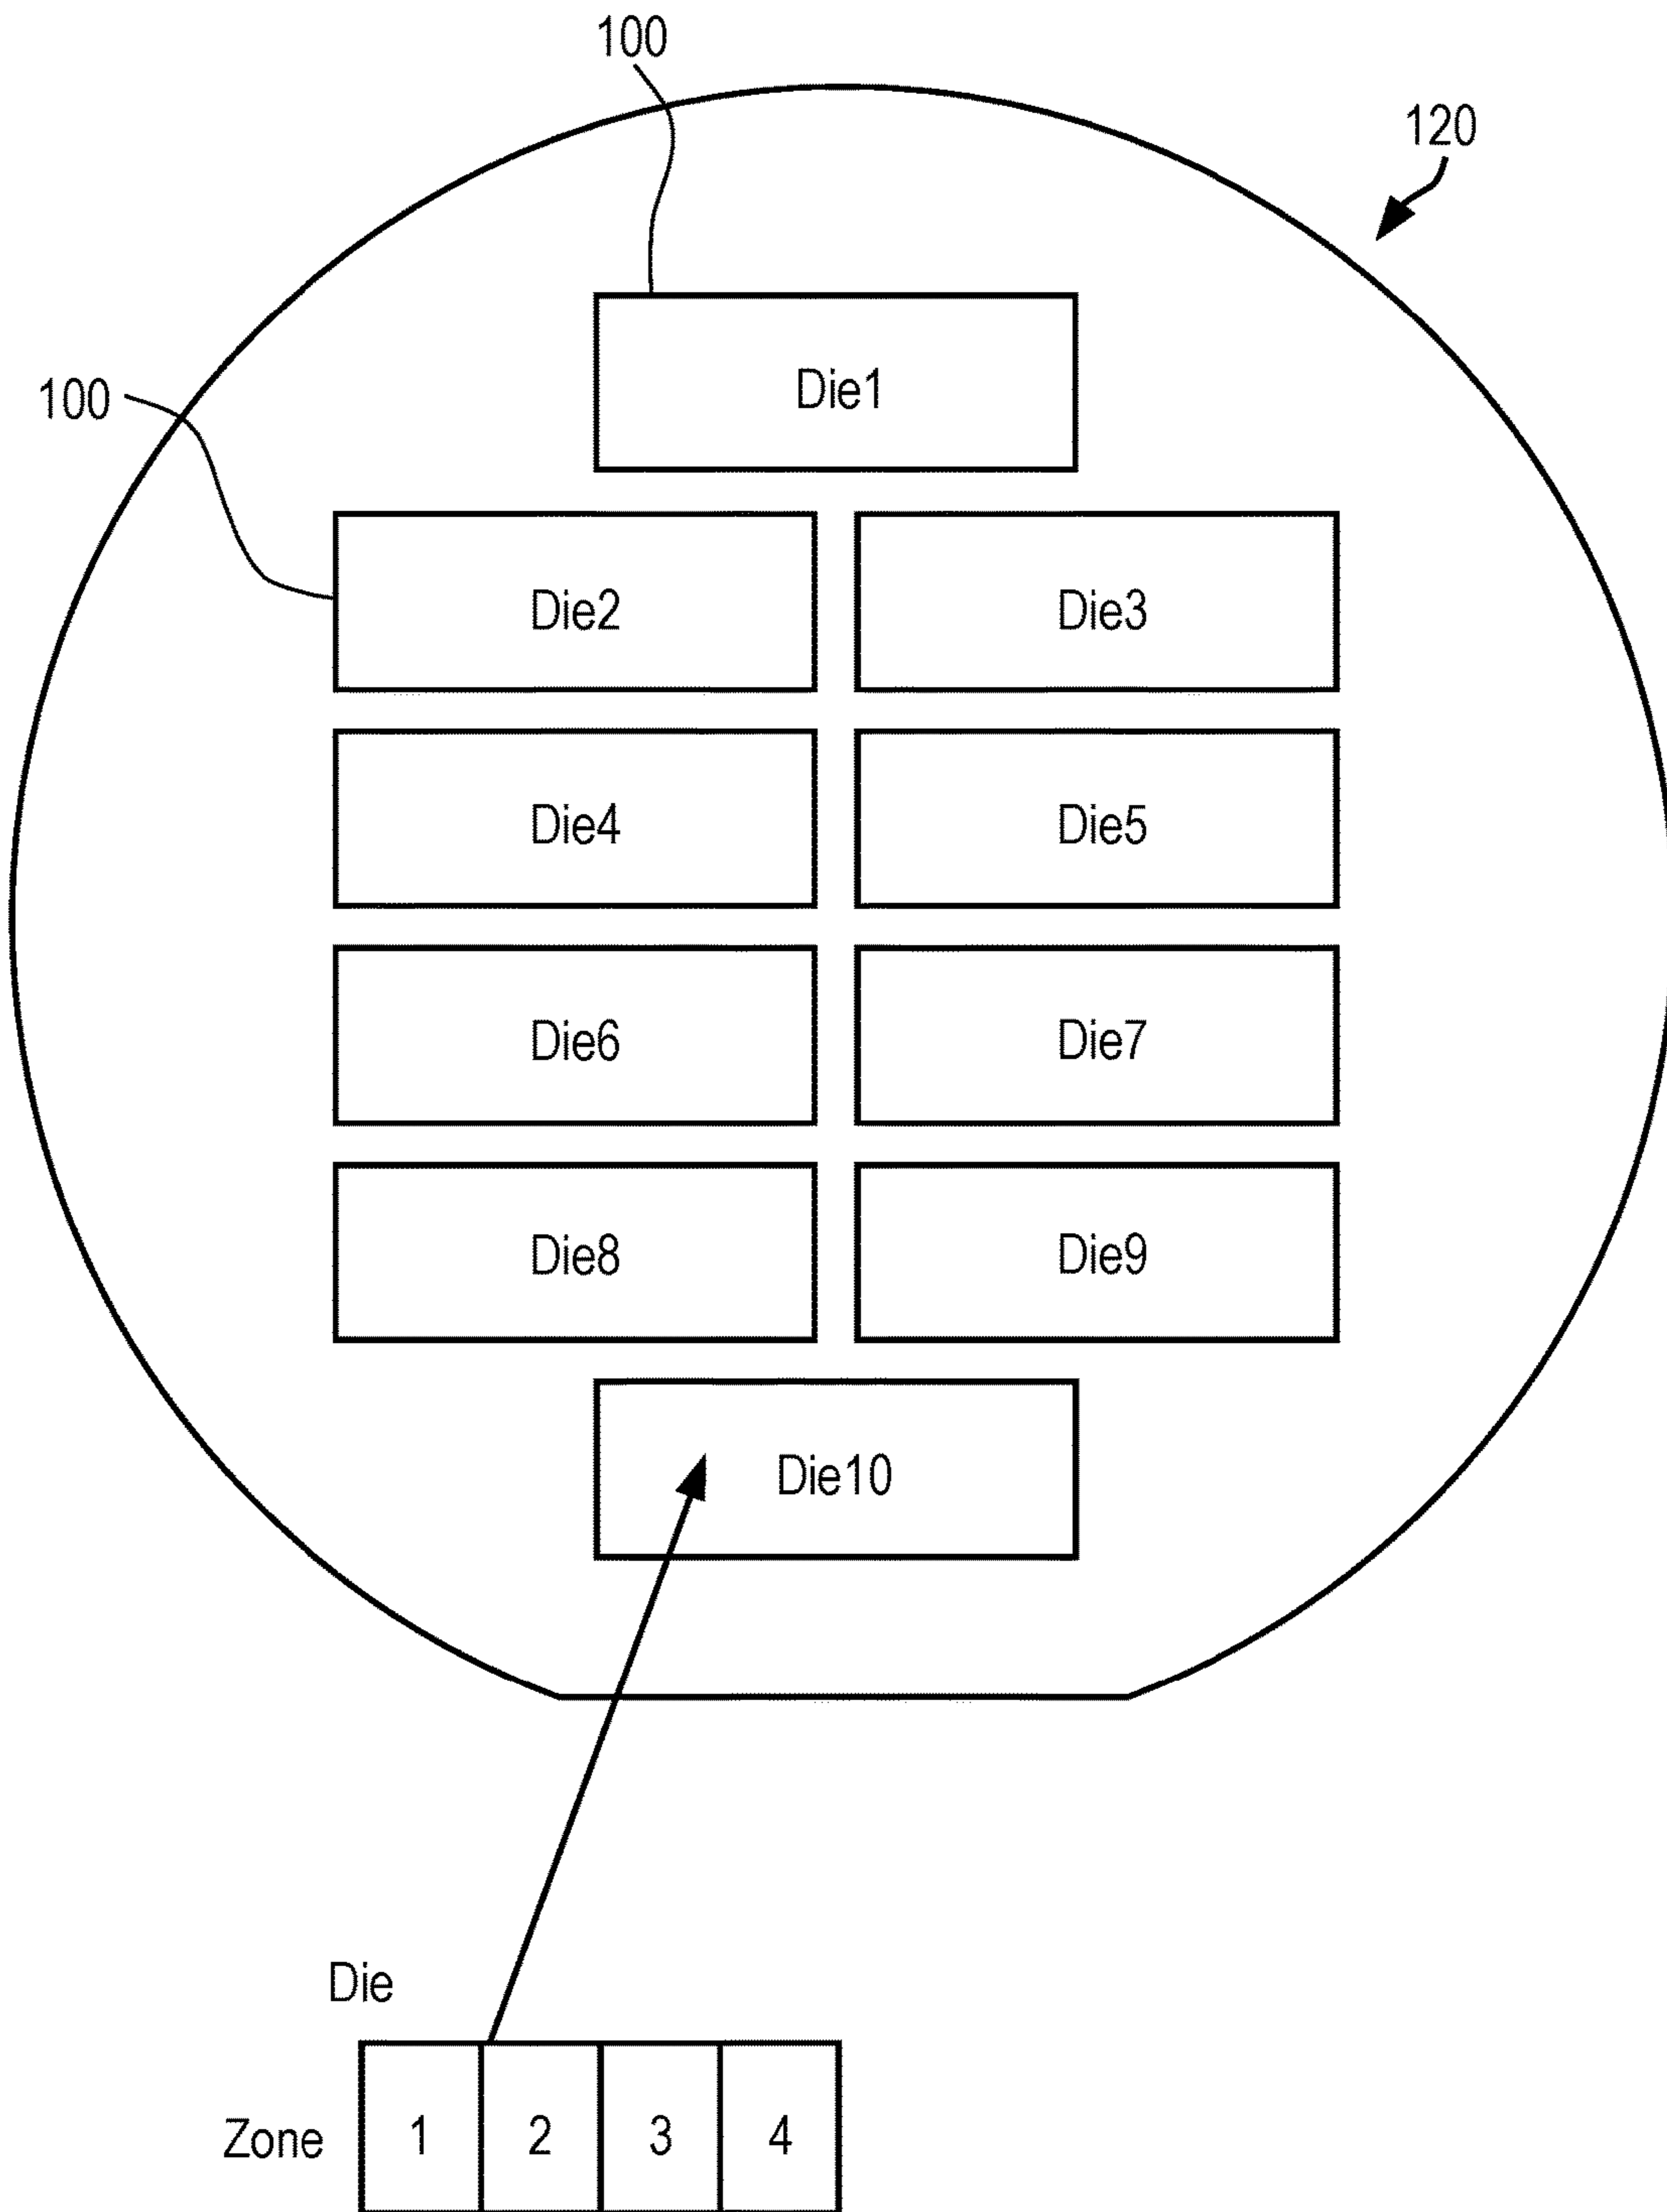 100
120
Die1
100
Die2 Die3
Die4 Die5
Die6 Die7
Die8 Die9
Die10
Die
Zone 1 2 3 4